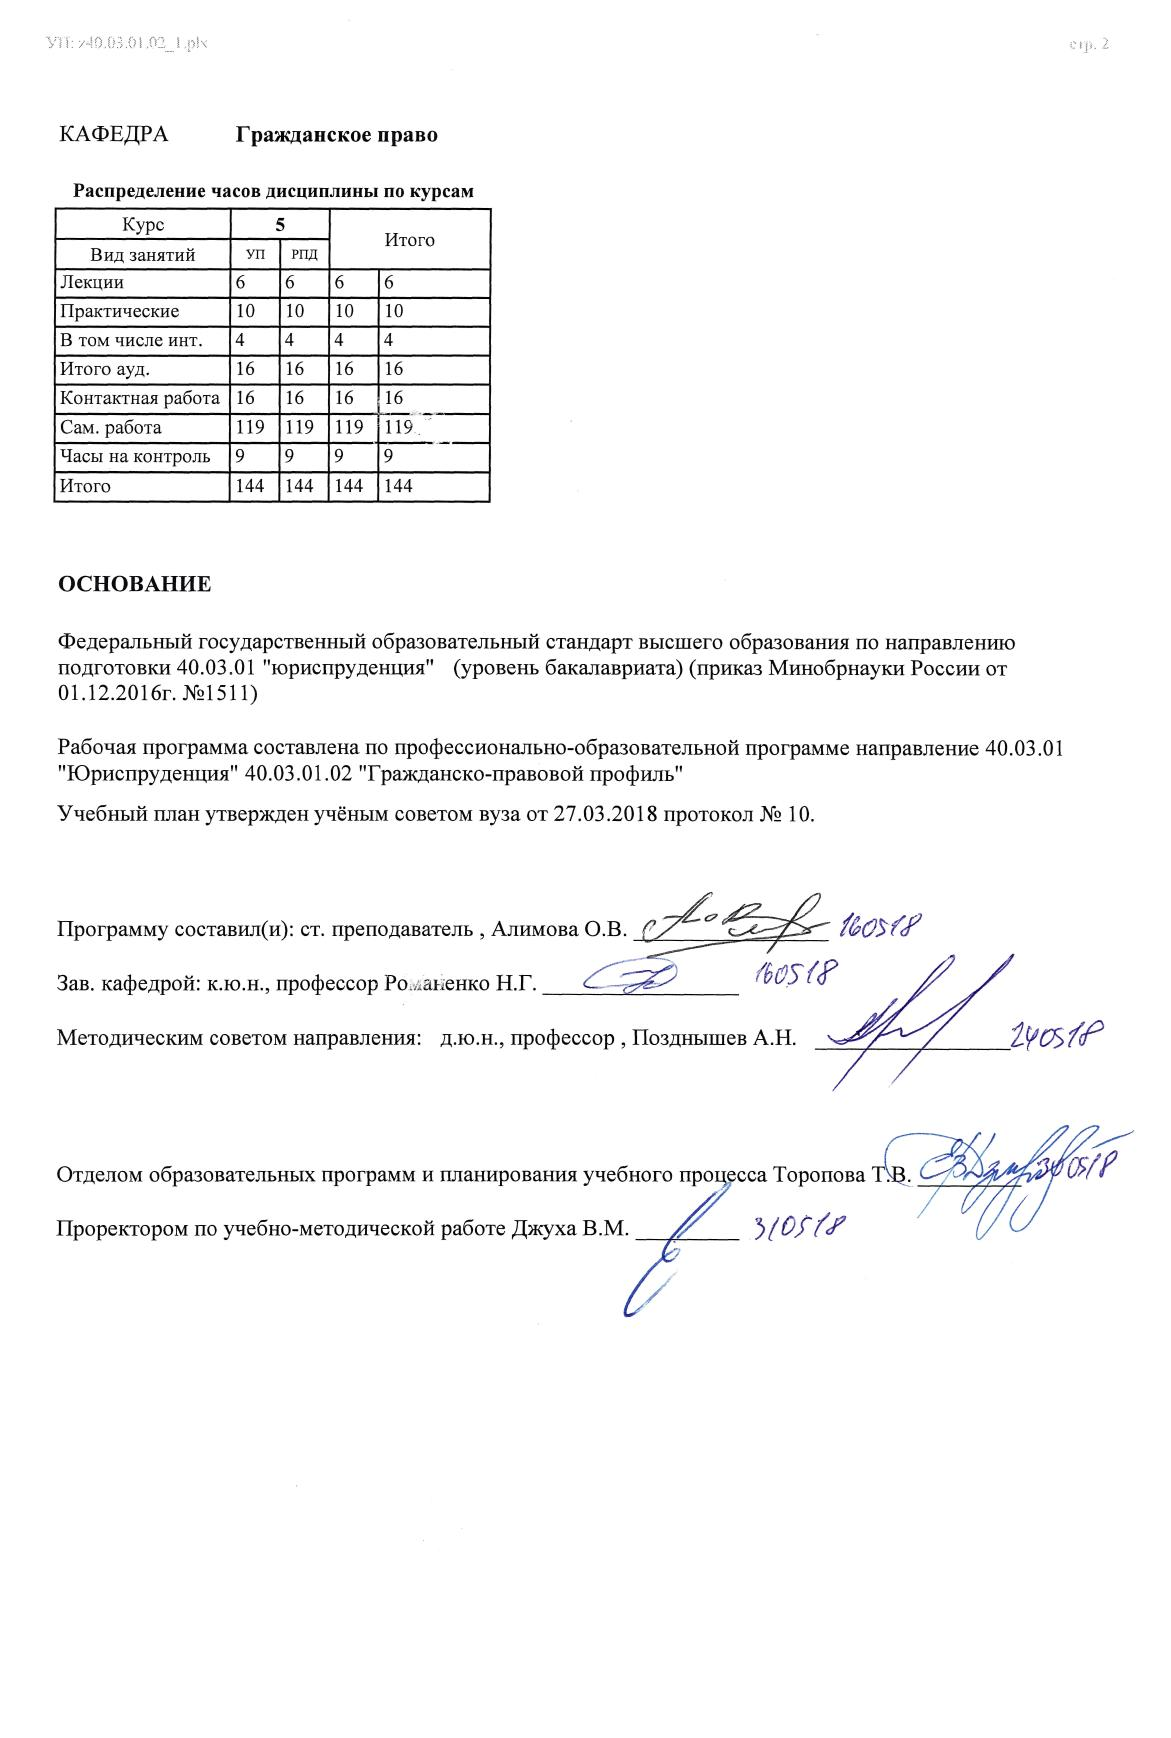 УП: z40.03.01.02_1.plx стр. 2
КАФЕДРА Гражданское право
Распределение часов дисциплины по курсам
Курс 5 Итого
Вид занятий УП РПД
Лекции 6 6 6 6
Практические 10 10 10 10
В том числе инт. 4 4 4 4
Итого ауд. 16 16 16 16
Контактная работа 16 16 16 16
Сам. работа 119 119 119 119
Часы на контроль 9 9 9 9
Итого 144 144 144 144
ОСНОВАНИЕ
Федеральный государственный образовательный стандарт высшего образования по направлению
подготовки 40.03.01 "юриспруденция" (уровень бакалавриата) (приказ Минобрнауки России от
01.12.2016г. №1511)
Рабочая программа составлена по профессионально-образовательной программе направление 40.03.01
"Юриспруденция" 40.03.01.02 "Гражданско-правовой профиль"
Учебный план утвержден учёным советом вуза от 27.03.2018 протокол № 10.
Программу составил(и): ст. преподаватель , Алимова О.В. 160518
Зав. кафедрой: к.ю.н., профессор Романенко Н.Г. 160518
Методическим советом направления: д.ю.н., профессор , Позднышев А.Н. 240518
Отделом образовательных программ и планирования учебного процесса Торопова Т.В.
Проректором по учебно-методической работе Джуха В.М. 310518